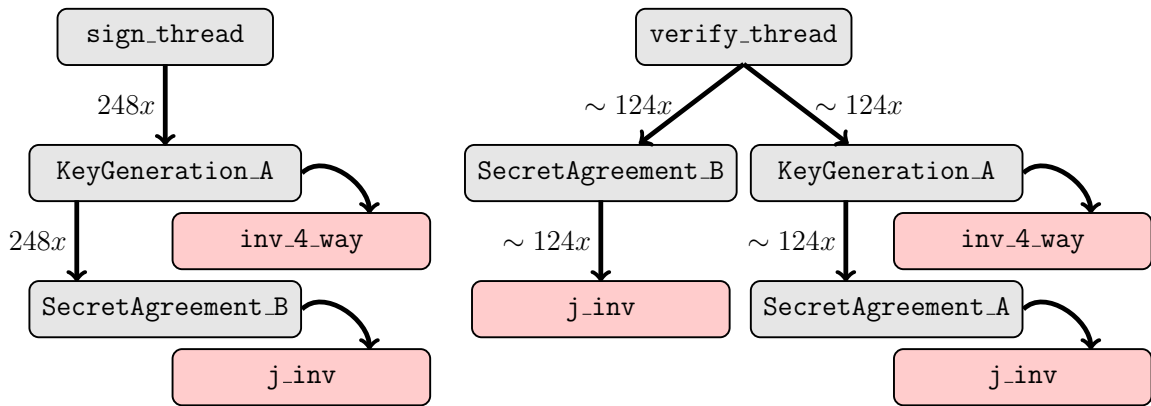 sign_thread
248x
KeyGeneration_A
inv_4_way
248x
SecretAgreement_B
j_inv
verify_thread
∼ 124x
∼ 124x
SecretAgreement_B
∼ 124x
j_inv
KeyGeneration_A
inv_4_way
∼ 124x
SecretAgreement_A
j_inv